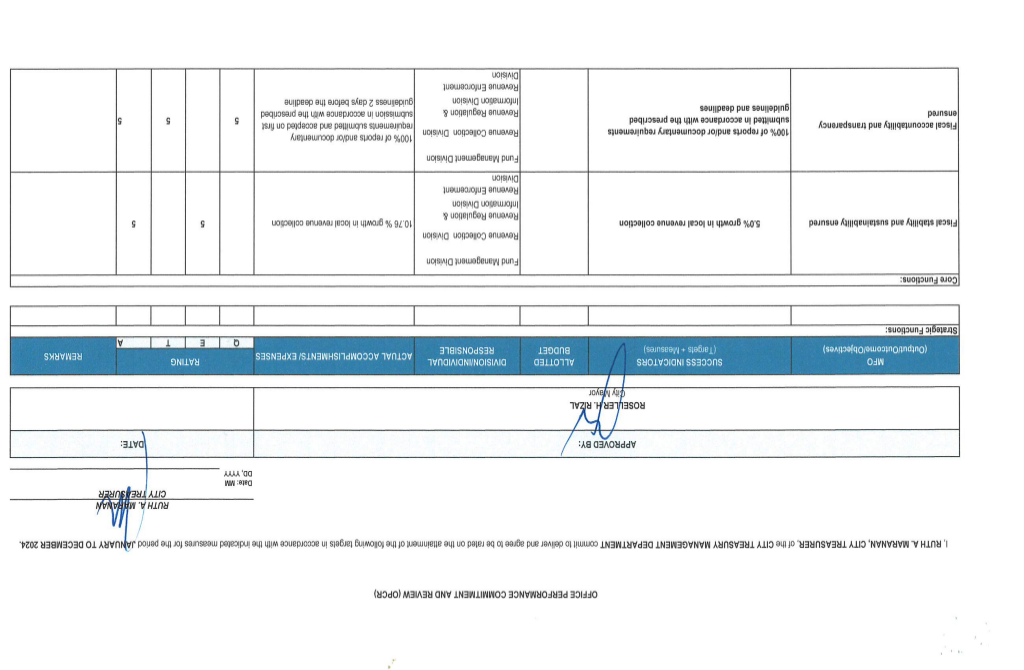 OFFICE PERFORMANCE COMMITMENT AND REVIEW (OPCR)
I, RUTH A. MARANAN, CITY TREASURER, of the CITY TREASURY MANAGEMENT DEPARTMENT commit to deliver and agree to be rated on the attainment of the following targets in accordance with the indicated measures for the period JANUARY TO DECEMBER 2024.
RUTH A. MARANAN
CITY TREASURER
Date: MM
DD, YYYY
APPROVED BY:
DATE:
ROSELLER H. RIZAL
City Mayor
MFO
(Output/Outcome/Objectives)
SUCCESS INDICATORS
(Targets + Measures)
ALLOTTED
BUDGET
DIVISION/INDIVIDUAL
RESPONSIBLE
ACTUAL ACCOMPLISHMENTS/ EXPENSES
RATING
Q E T A
REMARKS
Strategic Functions:
Core Functions:
Fiscal stability and sustainability ensured
5.0% growth in local revenue collection
Fund Management Division
Revenue Collection Division
Revenue Regulation &
Information Division
Revenue Enforcement
Division
10.76 % growth in local revenue collection
5
5
Fiscal accountability and transparency
ensured
100% of reports and/or documentary requirements
submitted in accordance with the prescribed
guidelines and deadlines
Fund Management Division
Revenue Collection Division
Revenue Regulation &
Information Division
Revenue Enforcement
Division
100% of reports and/or documentary
requirements submitted and accepted on first
submission in accordance with the prescribed
guideliness 2 days before the deadline
5
5
5